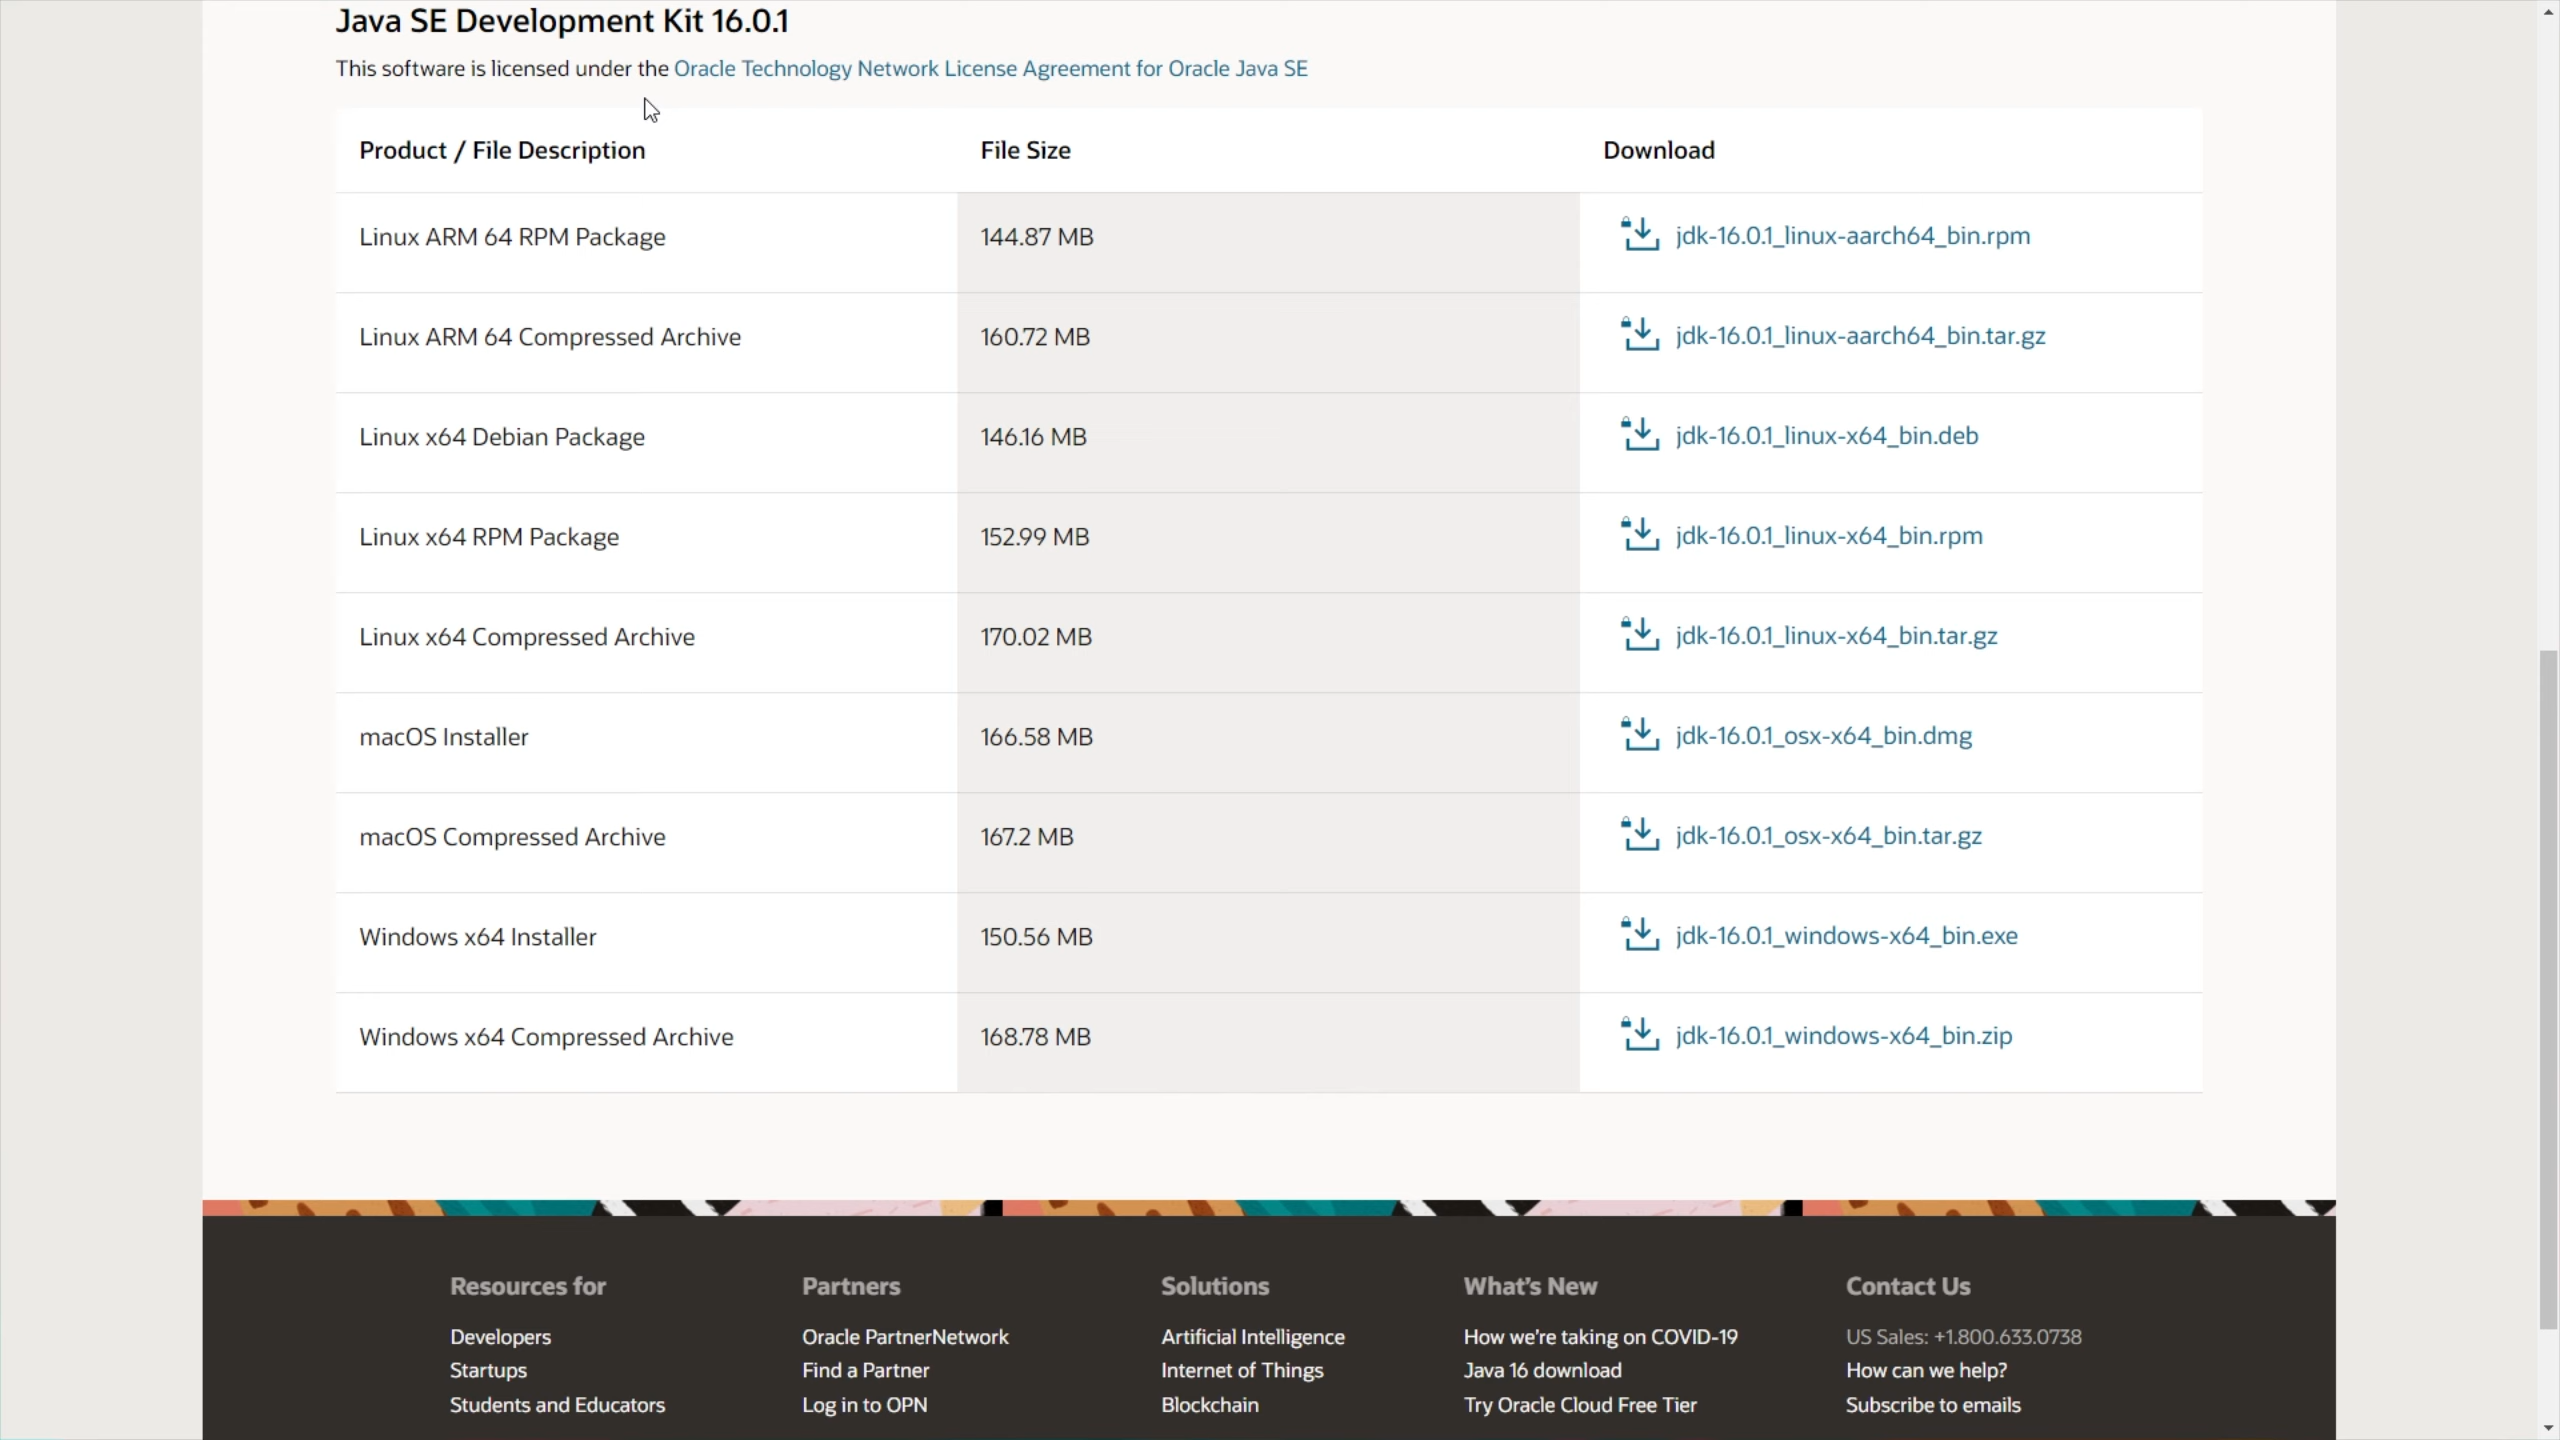 Java SE Development Kit 16.0.1
This software is licensed under the Oracle Technology Network License Agreement for Oracle Java SE
Product / File Description File Size Download
Linux ARM 64 RPM Package 144.87 MB jdk-16.0.1_linux-aarch64_bin.rpm
Linux ARM 64 Compressed Archive 160.72 MB jdk-16.0.1_linux-aarch64_bin.tar.gz
Linux x64 Debian Package 146.16 MB jdk-16.0.1_linux-x64_bin.deb
Linux x64 RPM Package 152.99 MB jdk-16.0.1_linux-x64_bin.rpm
Linux x64 Compressed Archive 170.02 MB jdk-16.0.1_linux-x64_bin.tar.gz
macOS Installer 166.58 MB jdk-16.0.1_osx-x64_bin.dmg
macOS Compressed Archive 167.2 MB jdk-16.0.1_osx-x64_bin.tar.gz
Windows x64 Installer 150.56 MB jdk-16.0.1_windows-x64_bin.exe
Windows x64 Compressed Archive 168.78 MB jdk-16.0.1_windows-x64_bin.zip
Resources for
Developers
Startups
Students and Educators
Partners
Oracle PartnerNetwork
Find a Partner
Log in to OPN
Solutions
Artificial Intelligence
Internet of Things
Blockchain
What's New
How we're taking on COVID-19
Java 16 download
Try Oracle Cloud Free Tier
Contact Us
US Sales: +1.800.633.0738
How can we help?
Subscribe to emails